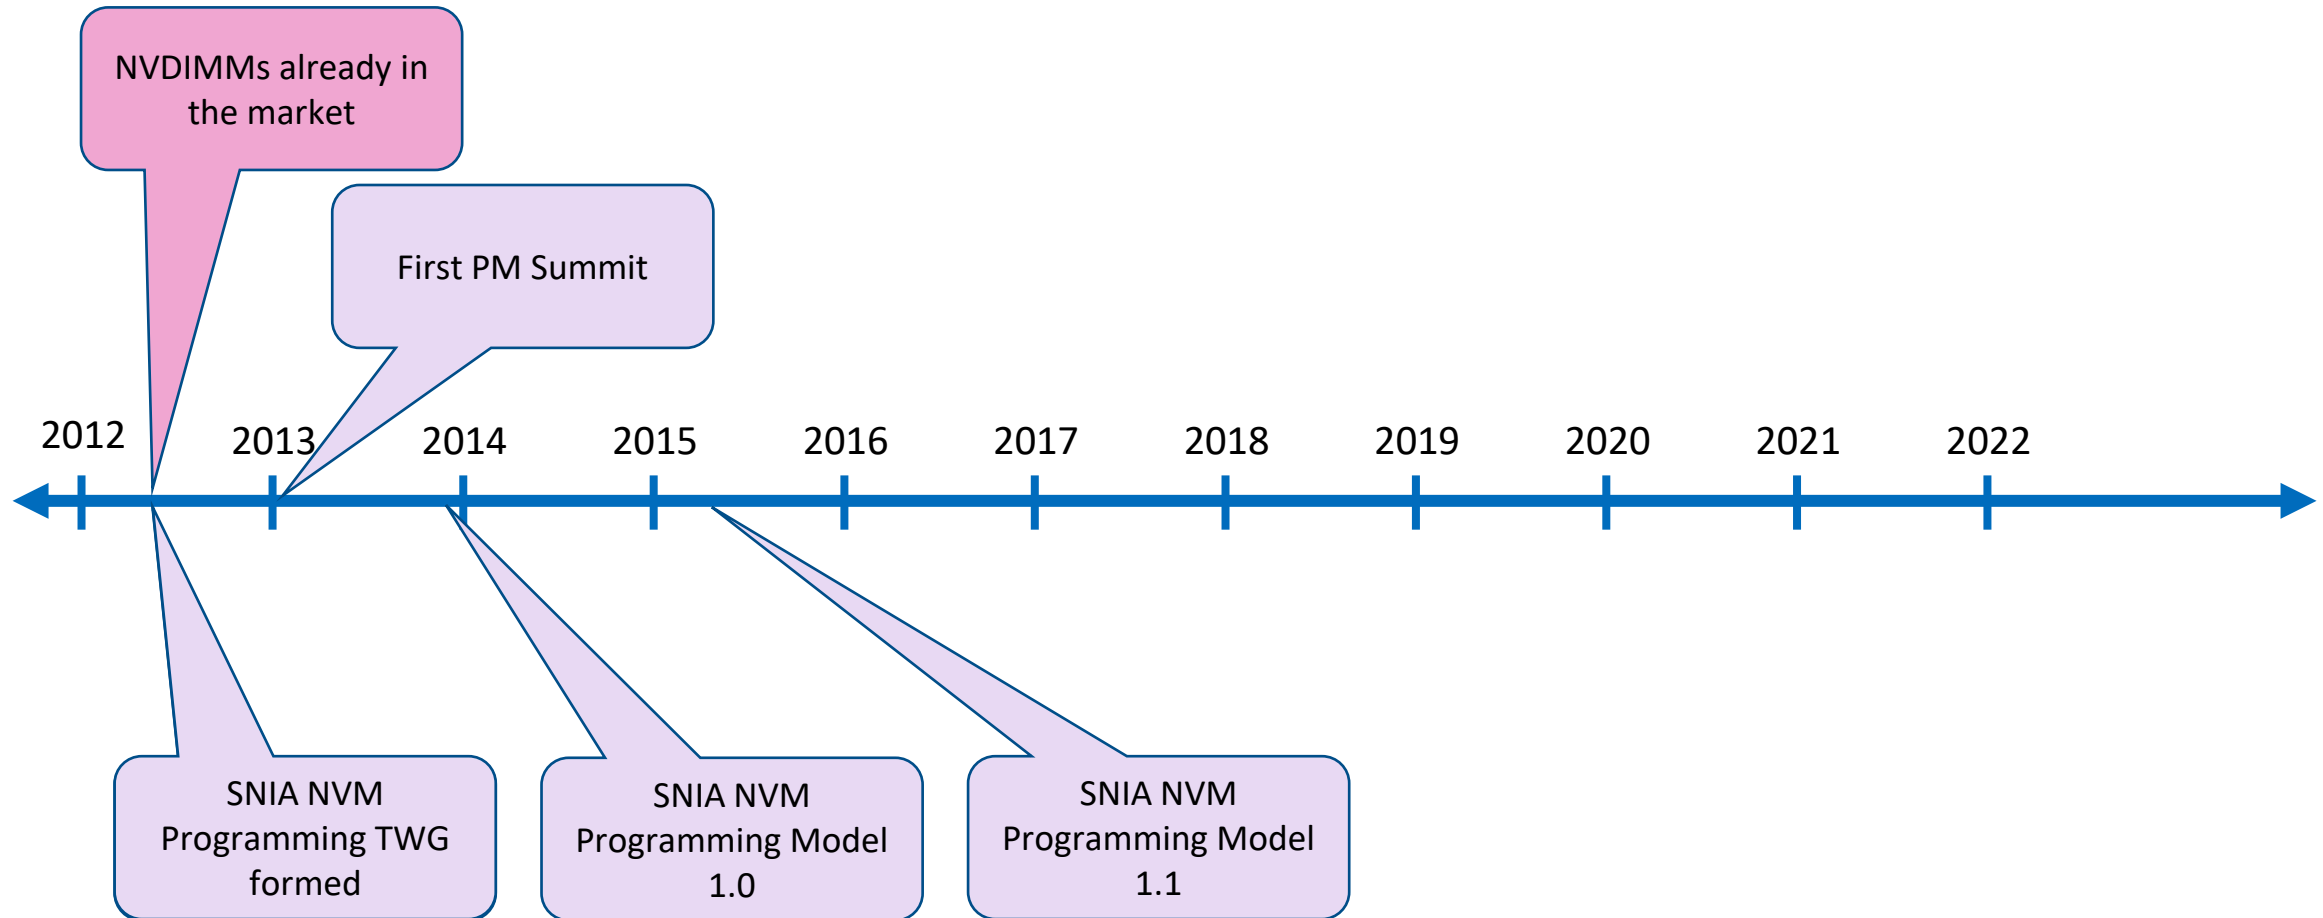 NVDIMMs already in
the market
First PM Summit
2012
2013
2014
2015
2016
2017
2018
2019
2020
2021
2022
SNIA NVM
Programming TWG
formed
SNIA NVM
Programming Model
1.0
SNIA NVM
Programming Model
1.1